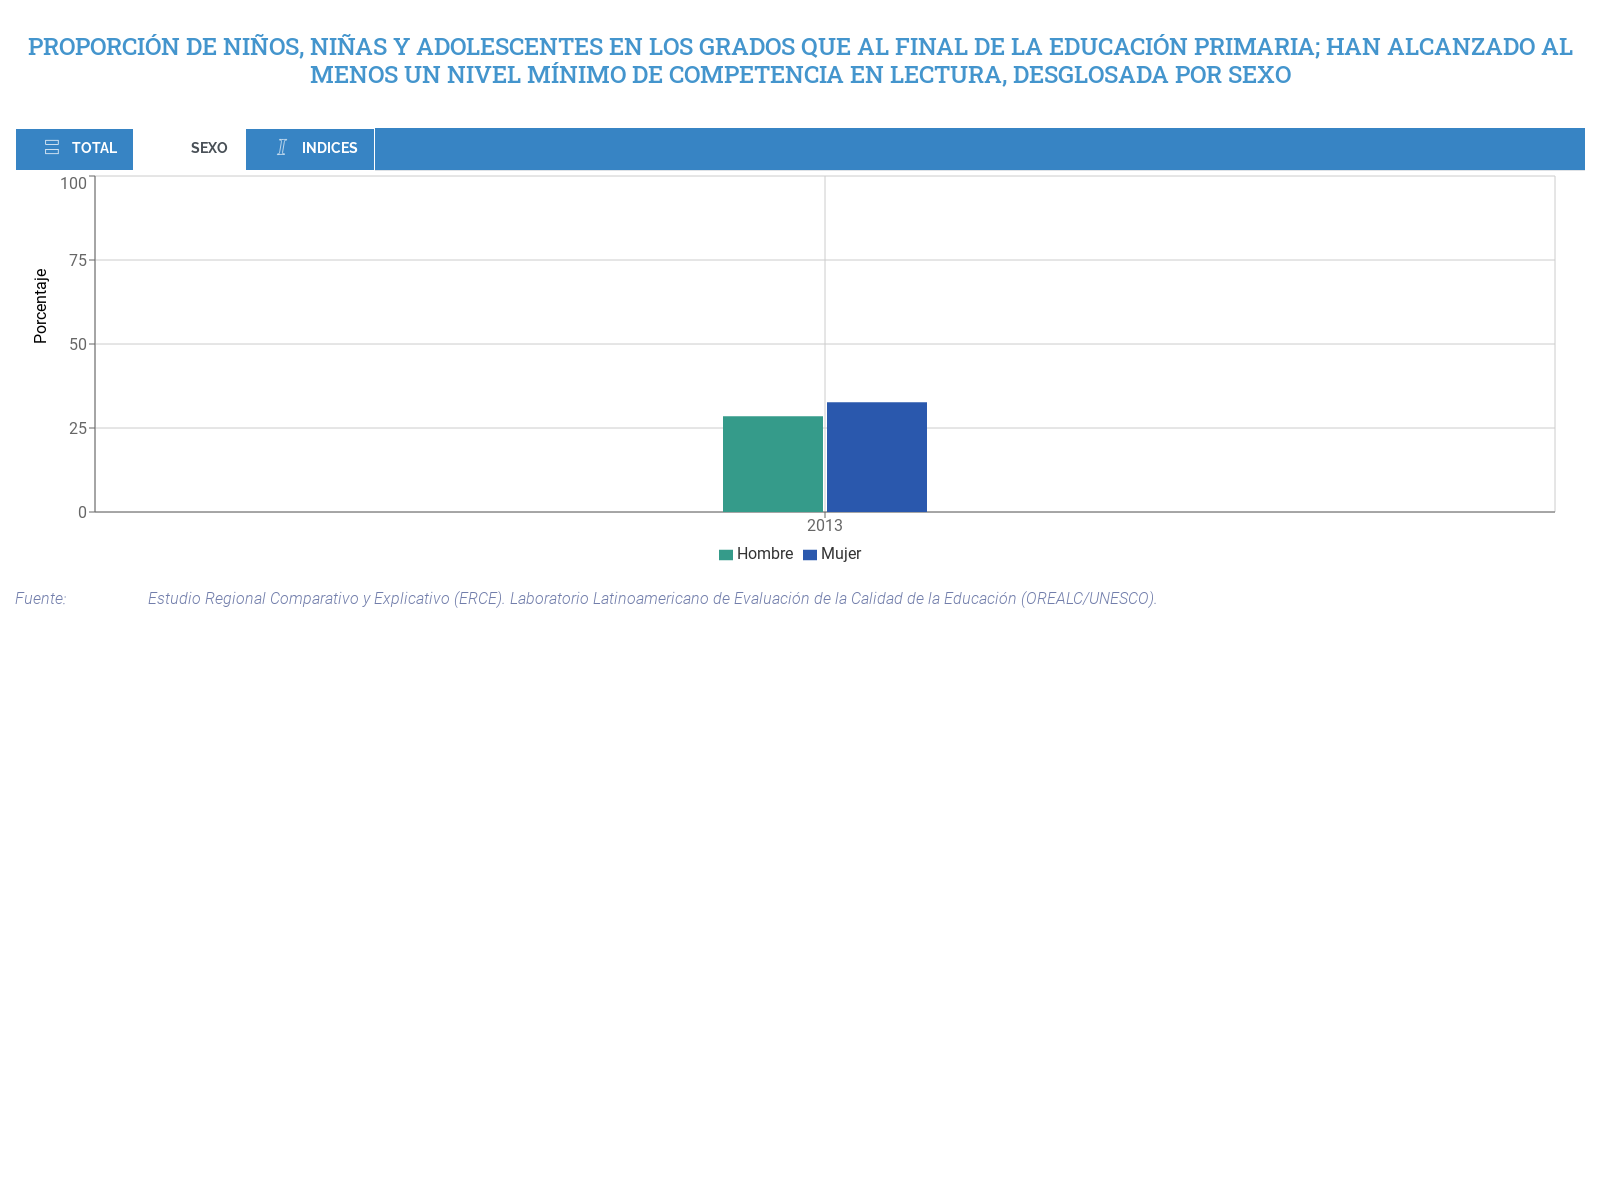 PROPORCIÓN DE NIÑOS, NIÑAS Y ADOLESCENTES EN LOS GRADOS QUE AL FINAL DE LA EDUCACIÓN PRIMARIA; HAN ALCANZADO AL
MENOS UN NIVEL MÍNIMO DE COMPETENCIA EN LECTURA, DESGLOSADA POR SEXO
TOTAL SEXO INDICES
100
75
50
25
0
Porcentaje
2013
Hombre Mujer
Fuente: Estudio Regional Comparativo y Explicativo (ERCE). Laboratorio Latinoamericano de Evaluación de la Calidad de la Educación (OREALC/UNESCO).